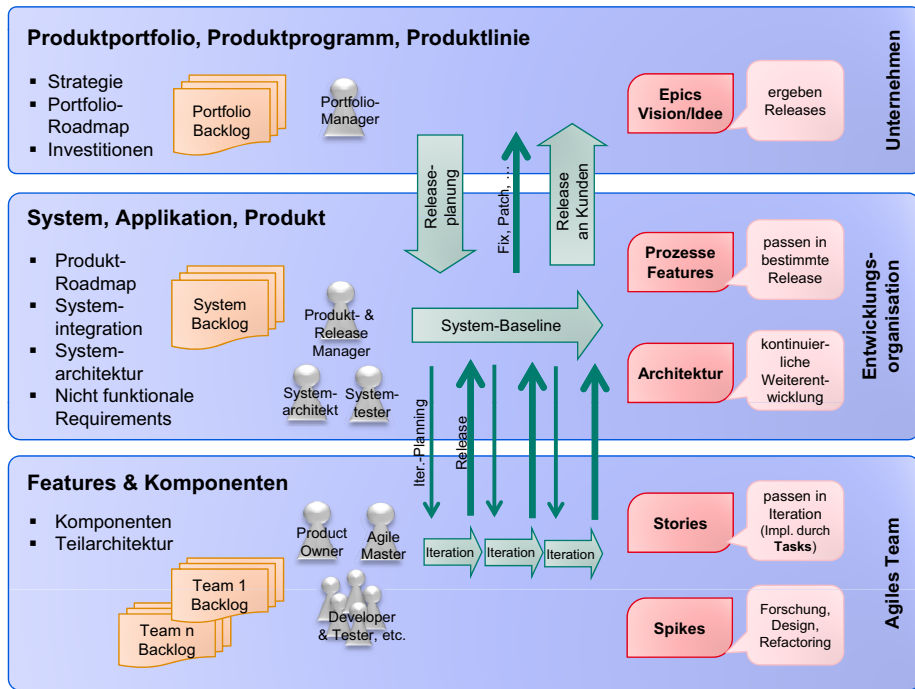 Produktportfolio, Produktprogramm, Produktlinie
▪ Strategie
▪ Portfolio-
Roadmap
▪ Investitionen
Portfolio
Backlog
Portfolio-
Manager
Epics
Vision/Idee
ergeben
Releases
Unternehmen
Release-
planung
Fix, Patch, …
Release
an Kunden
System, Applikation, Produkt
▪ Produkt-
Roadmap
▪ System-
integration
▪ System-
architektur
▪ Nicht funktionale
Requirements
System
Backlog
Produkt- &
Release
Manager
System-
architekt
System-
tester
System-Baseline
Prozesse
Features
passen in
bestimmte
Release
Architektur
kontinuier-
liche
Weiterent-
wicklung
Entwicklungs-
organisation
Iter.-Planning
Release
Features & Komponenten
▪ Komponenten
▪ Teilarchitektur
Team 1
Backlog
Team n
Backlog
Product
Owner
Agile
Master
Developer
& Tester, etc.
Iteration
Iteration
Iteration
Stories
passen in
Iteration
(Impl. durch
Tasks)
Spikes
Forschung,
Design,
Refactoring
Agiles Team